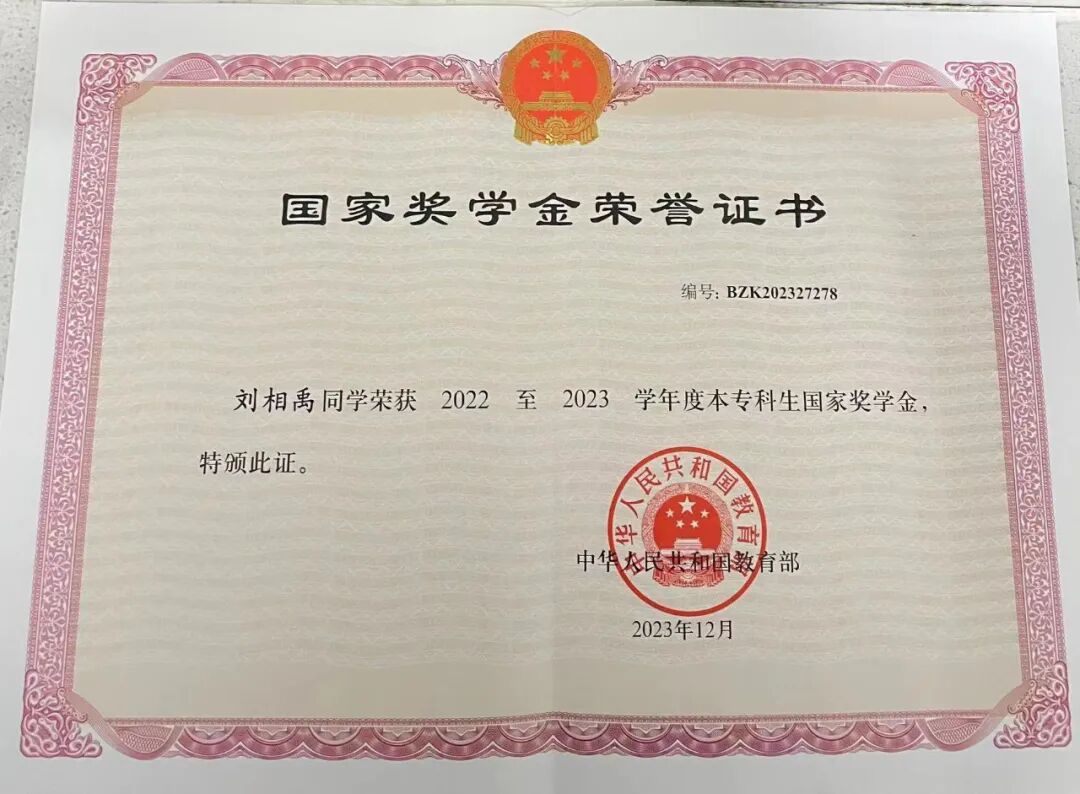 国家奖学金荣誉证书
编号: BZK202327278
刘相禹同学荣获 2022 至 2023 学年度本专科生国家奖学金，
特颁此证。
中华人民共和国教育部
中华人民共和国教育部
2023年12月